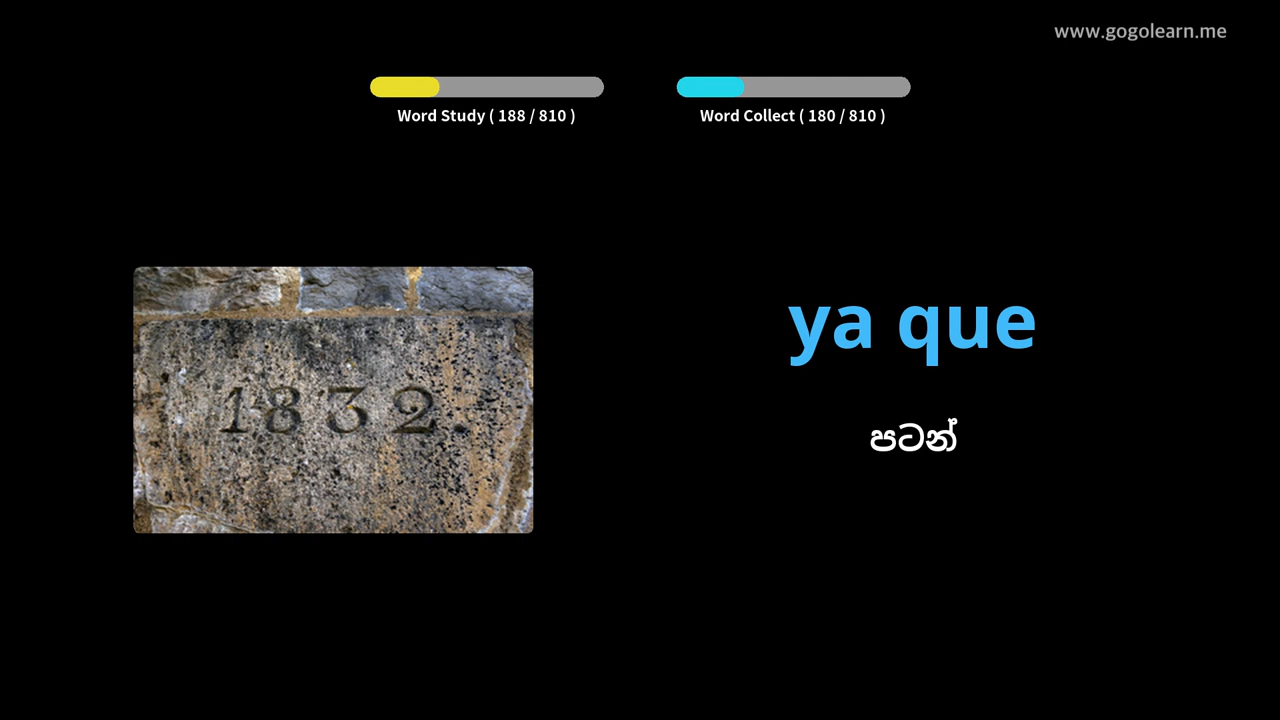 www.gogolearn.me
Word Study ( 188 / 810 )
Word Collect ( 180 / 810 )
1832.
ya que
පටන්